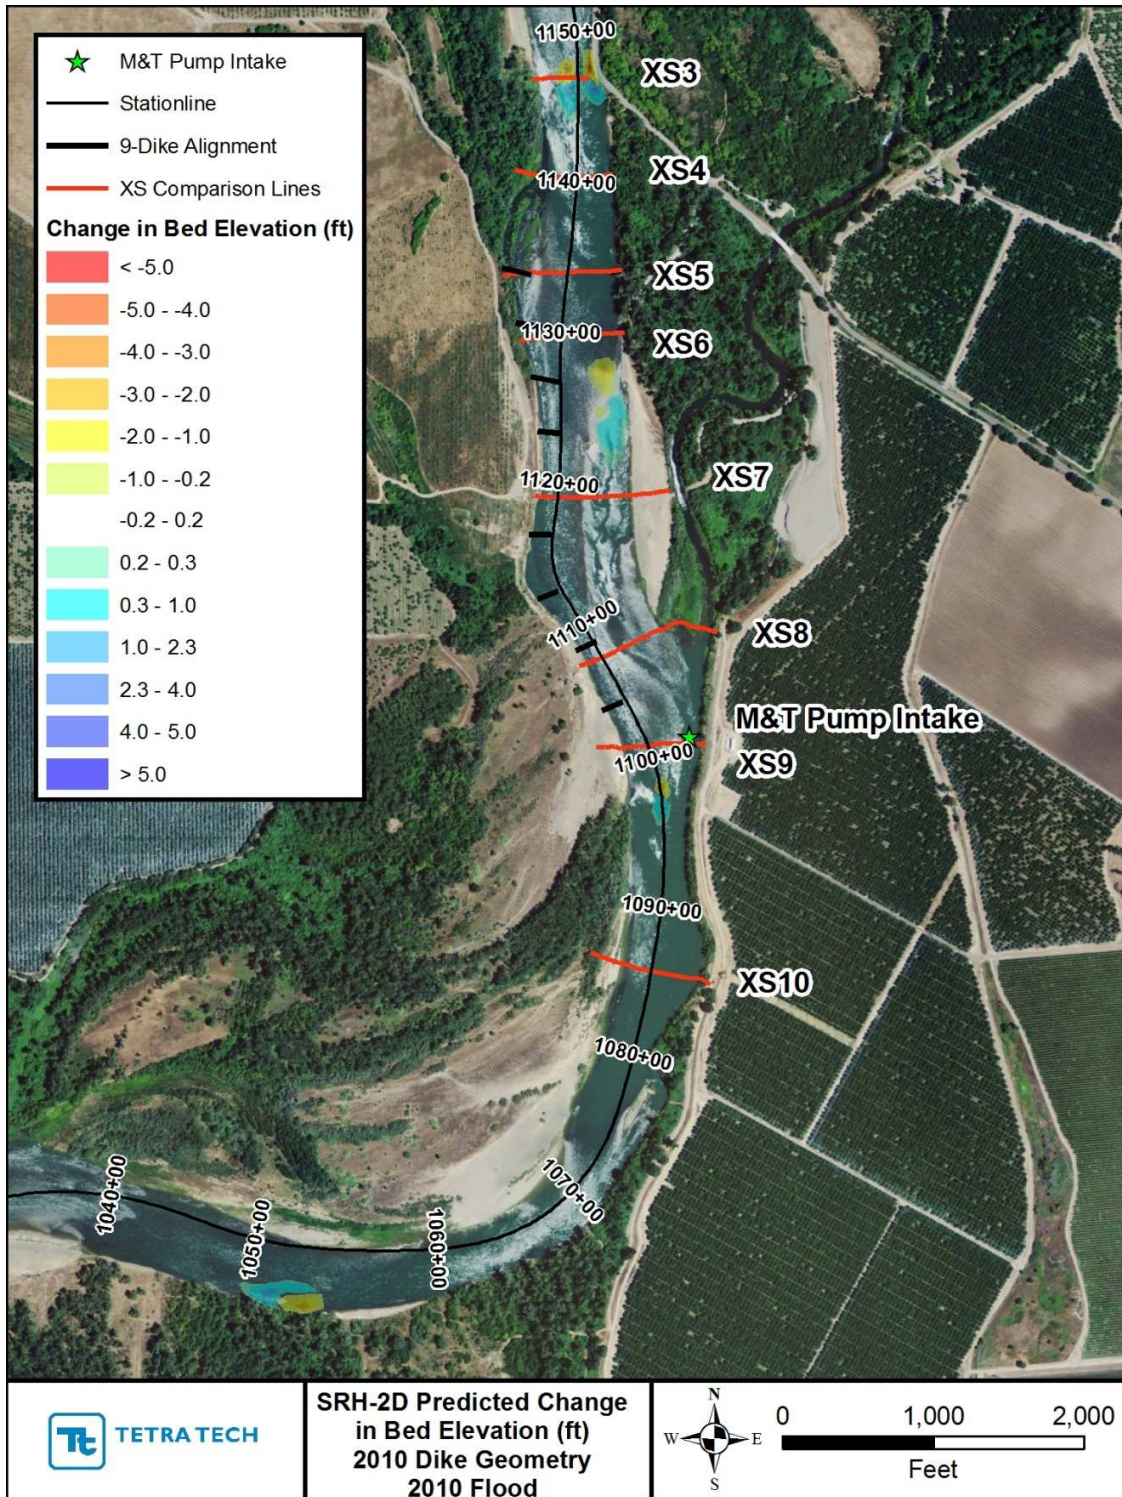 M&T Pump Intake
Stationline
9-Dike Alignment
XS Comparison Lines
Change in Bed Elevation (ft)
< -5.0
-5.0 - -4.0
-4.0 - -3.0
-3.0 - -2.0
-2.0 - -1.0
-1.0 - -0.2
-0.2 - 0.2
0.2 - 0.3
0.3 - 1.0
1.0 - 2.3
2.3 - 4.0
4.0 - 5.0
> 5.0
1150+00
XS3
XS4
1140+00
XS5
1130+00
XS6
1120+00
XS7
1110+00
XS8
M&T Pump Intake
1100+00
XS9
1090+00
XS10
1080+00
1070+00
1060+00
1050+00
1040+00
Tt TETRA TECH
SRH-2D Predicted Change
in Bed Elevation (ft)
2010 Dike Geometry
2010 Flood
N
W E
S
0 1,000 2,000
Feet